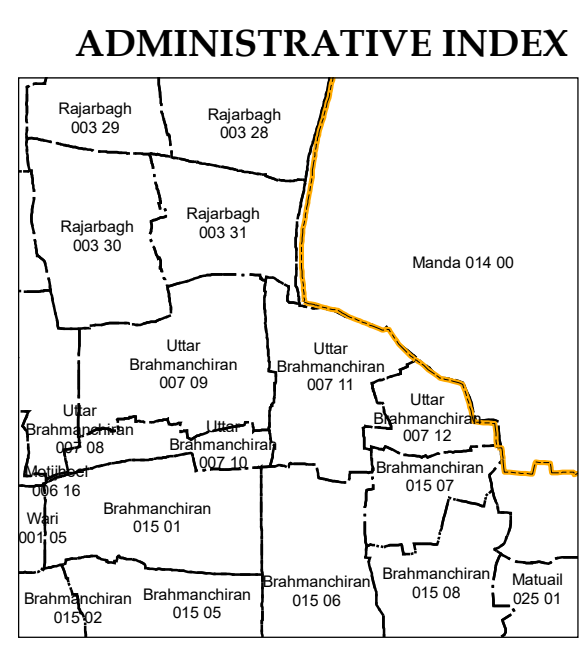 ADMINISTRATIVE INDEX
Rajarbagh
003 29
Rajarbagh
003 28
Rajarbagh
003 30
Rajarbagh
003 31
Manda 014 00
Uttar
Brahmanchiran
007 09
Uttar
Brahmanchiran
007 11
Uttar
Brahmanchiran
007 12
Uttar
Brahmanchiran
007 08
Uttar
Brahmanchiran
007 10
Motijheel
006 16
Brahmanchiran
015 07
Wari
001 05
Brahmanchiran
015 01
Brahmanchiran
015 02
Brahmanchiran
015 05
Brahmanchiran
015 06
Brahmanchiran
015 08
Matuail
025 01